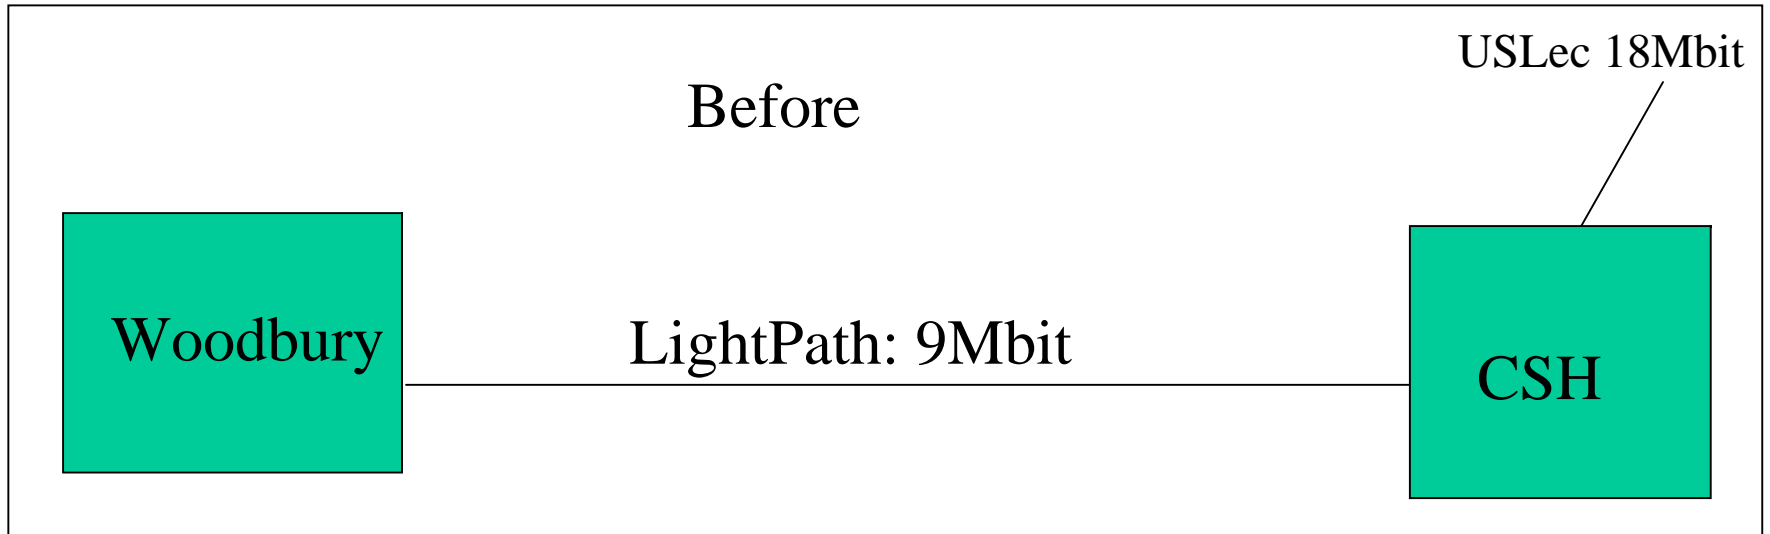 USLec 18Mbit
Before
Woodbury
LightPath: 9Mbit
CSH